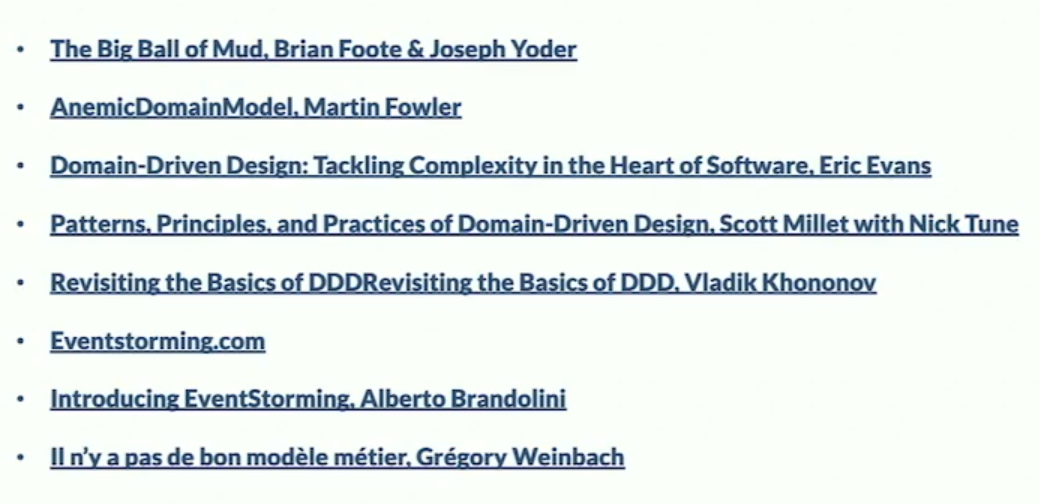 • The Big Ball of Mud, Brian Foote & Joseph Yoder
• AnemicDomainModel, Martin Fowler
• Domain-Driven Design: Tackling Complexity in the Heart of Software, Eric Evans
• Patterns, Principles, and Practices of Domain-Driven Design, Scott Millet with Nick Tune
• Revisiting the Basics of DDDRevisiting the Basics of DDD, Vladik Khononov
• Eventstorming.com
• Introducing EventStorming, Alberto Brandolini
• Il n’y a pas de bon modèle métier, Grégory Weinbach